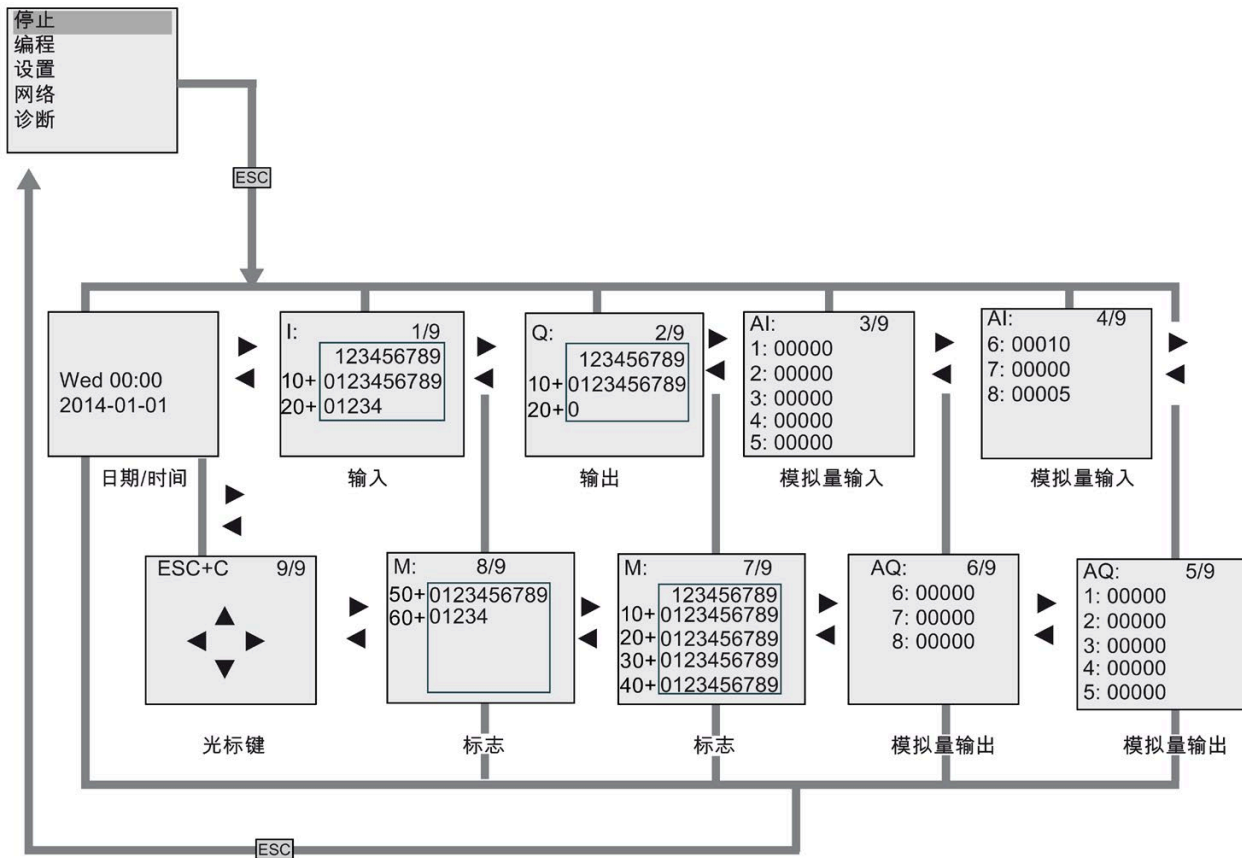 停止
编程
设置
网络
诊断
ESC
Wed 00:00
2014-01-01
日期/时间
I: 1/9
123456789
10+0123456789
20+01234
输入
Q: 2/9
123456789
10+0123456789
20+0
输出
AI: 3/9
1: 00000
2: 00000
3: 00000
4: 00000
5: 00000
模拟量输入
AI: 4/9
6: 00010
7: 00000
8: 00005
模拟量输入
ESC+C 9/9
光标键
M: 8/9
50+0123456789
60+01234
标志
M: 7/9
123456789
10+0123456789
20+0123456789
30+0123456789
40+0123456789
标志
AQ: 6/9
6: 00000
7: 00000
8: 00000
模拟量输出
AQ: 5/9
1: 00000
2: 00000
3: 00000
4: 00000
5: 00000
模拟量输出
ESC